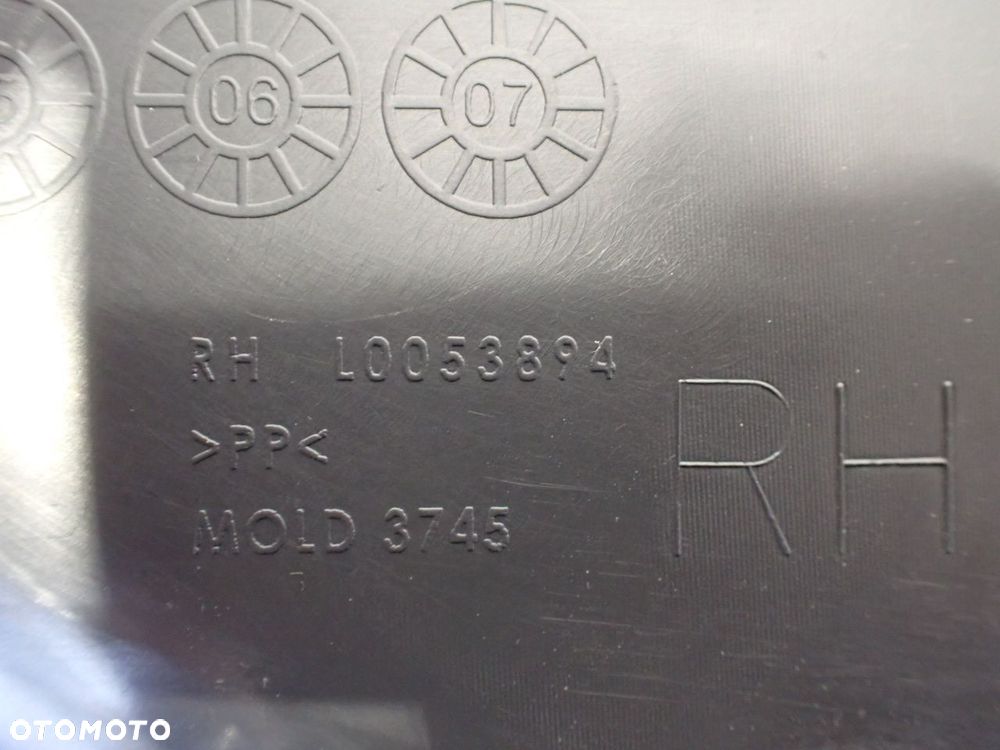 06 07
RH L0053894
>PP<
MOLD 3745
RH
OTOMOTO